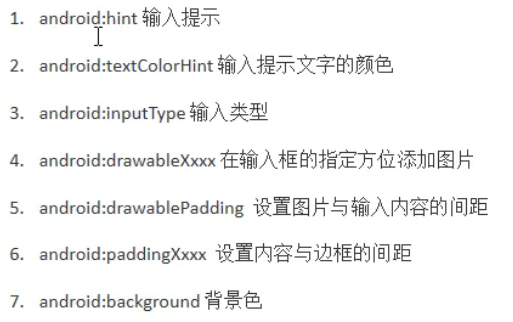 1. android:hint 输入提示
2. android:textColorHint 输入提示文字的颜色
3. android:inputType 输入类型
4. android:drawableXxxx 在输入框的指定方位添加图片
5. android:drawablePadding 设置图片与输入内容的间距
6. android:paddingXxxx 设置内容与边框的间距
7. android:background 背景色